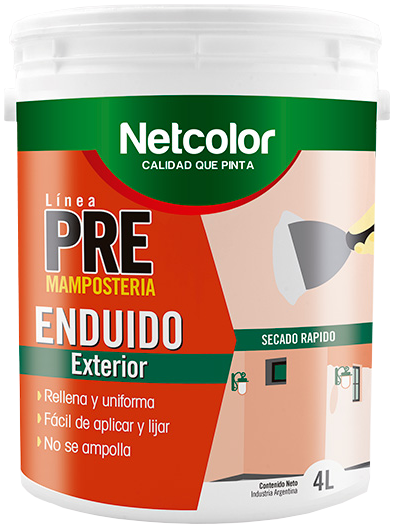 Netcolor
CALIDAD QUE PINTA
Línea
PRE
MAMPOSTERIA
ENDUIDO
Exterior
Rellena y uniforma
Fácil de aplicar y lijar
No se ampolla
SECADO RAPIDO
Contenido Neto
Industria Argentina
4L